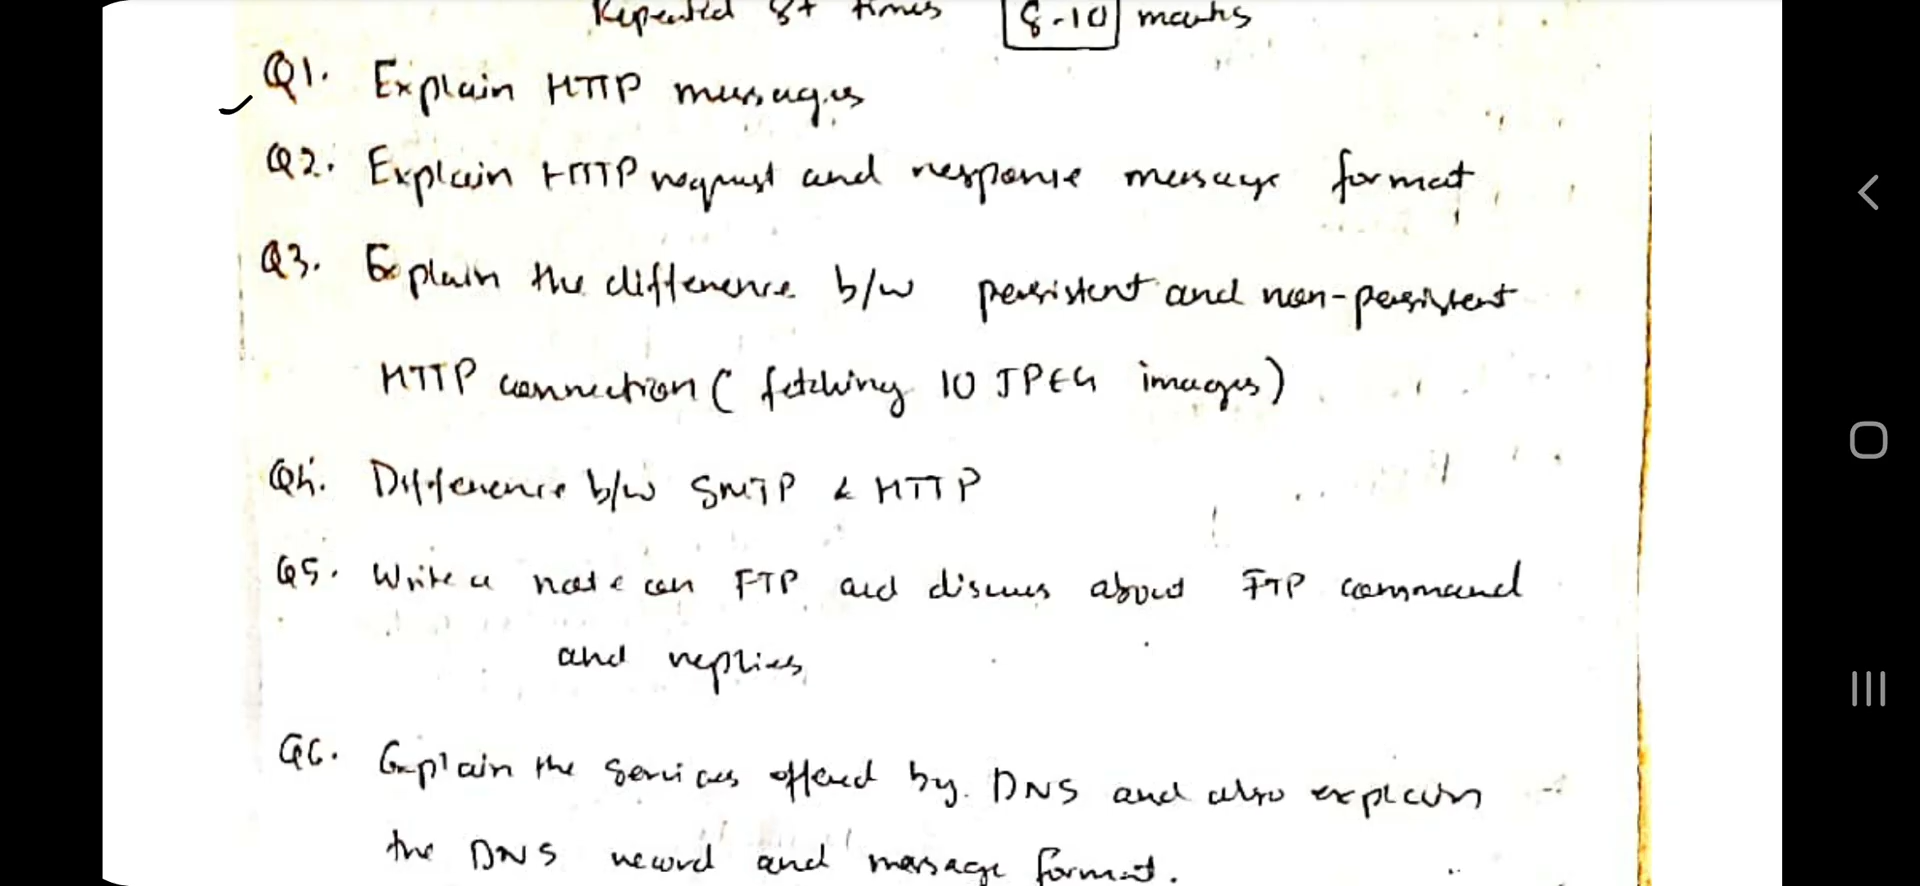 Repeated 8+ times 8-10 marks
Q1. Explain HTTP messages
Q2. Explain HTTP request and response message format
Q3. Explain the difference b/w persistent and non-persistent
HTTP connection ( fetching 10 JPEG images)
Q4. Difference b/w SMTP & HTTP
Q5. Write a note on FTP and discuss about FTP command
and replies
Q6. Explain the services offered by DNS and also explain
the DNS record and message format.